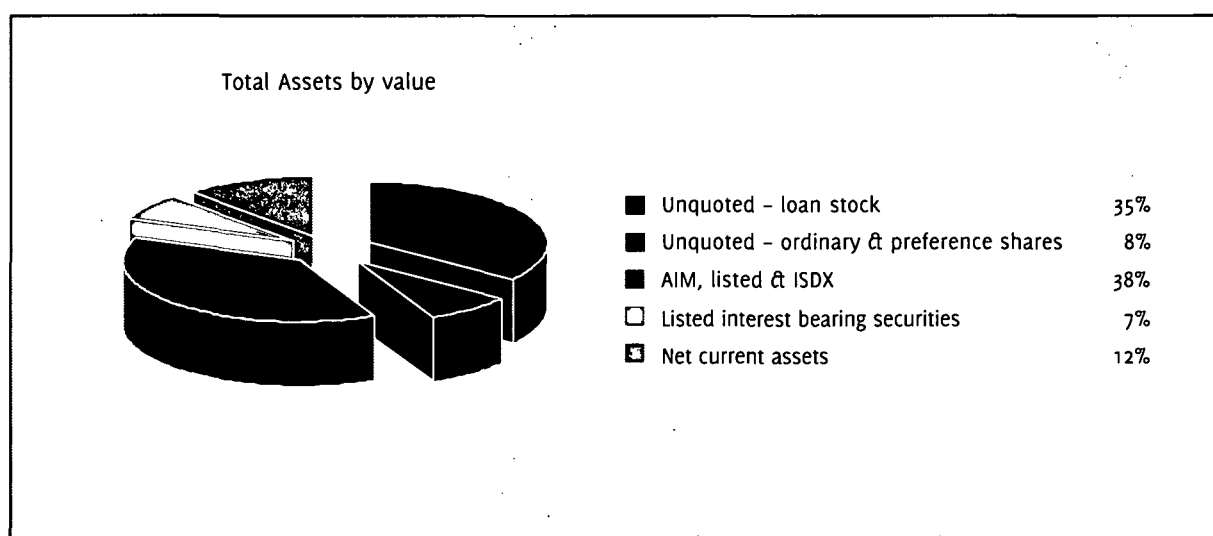 Total Assets by value
Unquoted – loan stock 35%
Unquoted – ordinary & preference shares 8%
AIM, listed & ISDX 38%
Listed interest bearing securities 7%
Net current assets 12%